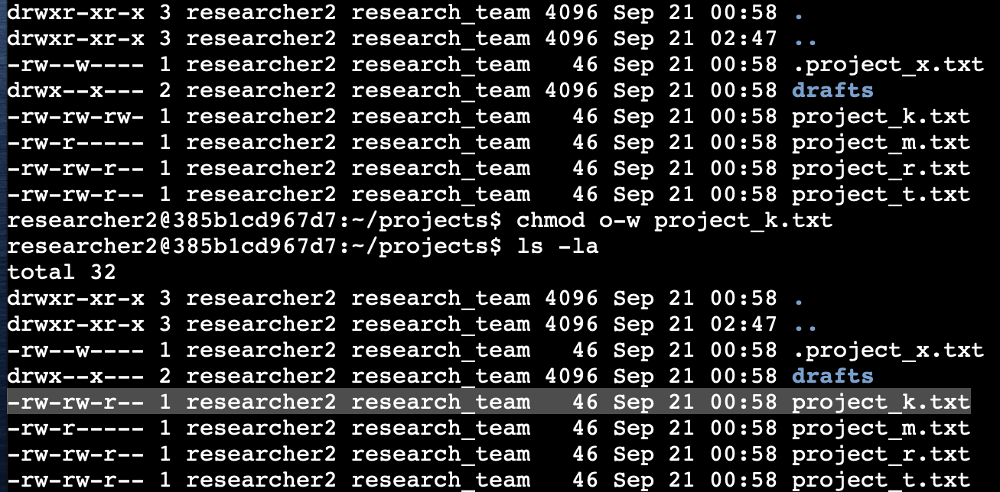 drwxr-xr-x 3 researcher2 research_team 4096 Sep 21 00:58 .
drwxr-xr-x 3 researcher2 research_team 4096 Sep 21 02:47 ..
-rw--w---- 1 researcher2 research_team   46 Sep 21 00:58 .project_x.txt
drwx--x--- 2 researcher2 research_team 4096 Sep 21 00:58 drafts
-rw-rw-rw- 1 researcher2 research_team   46 Sep 21 00:58 project_k.txt
-rw-r----- 1 researcher2 research_team   46 Sep 21 00:58 project_m.txt
-rw-rw-r-- 1 researcher2 research_team   46 Sep 21 00:58 project_r.txt
-rw-rw-r-- 1 researcher2 research_team   46 Sep 21 00:58 project_t.txt
researcher2@385b1cd967d7:~/projects$ chmod o-w project_k.txt
researcher2@385b1cd967d7:~/projects$ ls -la
total 32
drwxr-xr-x 3 researcher2 research_team 4096 Sep 21 00:58 .
drwxr-xr-x 3 researcher2 research_team 4096 Sep 21 02:47 ..
-rw--w---- 1 researcher2 research_team   46 Sep 21 00:58 .project_x.txt
drwx--x--- 2 researcher2 research_team 4096 Sep 21 00:58 drafts
-rw-rw-r-- 1 researcher2 research_team   46 Sep 21 00:58 project_k.txt
-rw-r----- 1 researcher2 research_team   46 Sep 21 00:58 project_m.txt
-rw-rw-r-- 1 researcher2 research_team   46 Sep 21 00:58 project_r.txt
-rw-rw-r-- 1 researcher2 research_team   46 Sep 21 00:58 project_t.txt